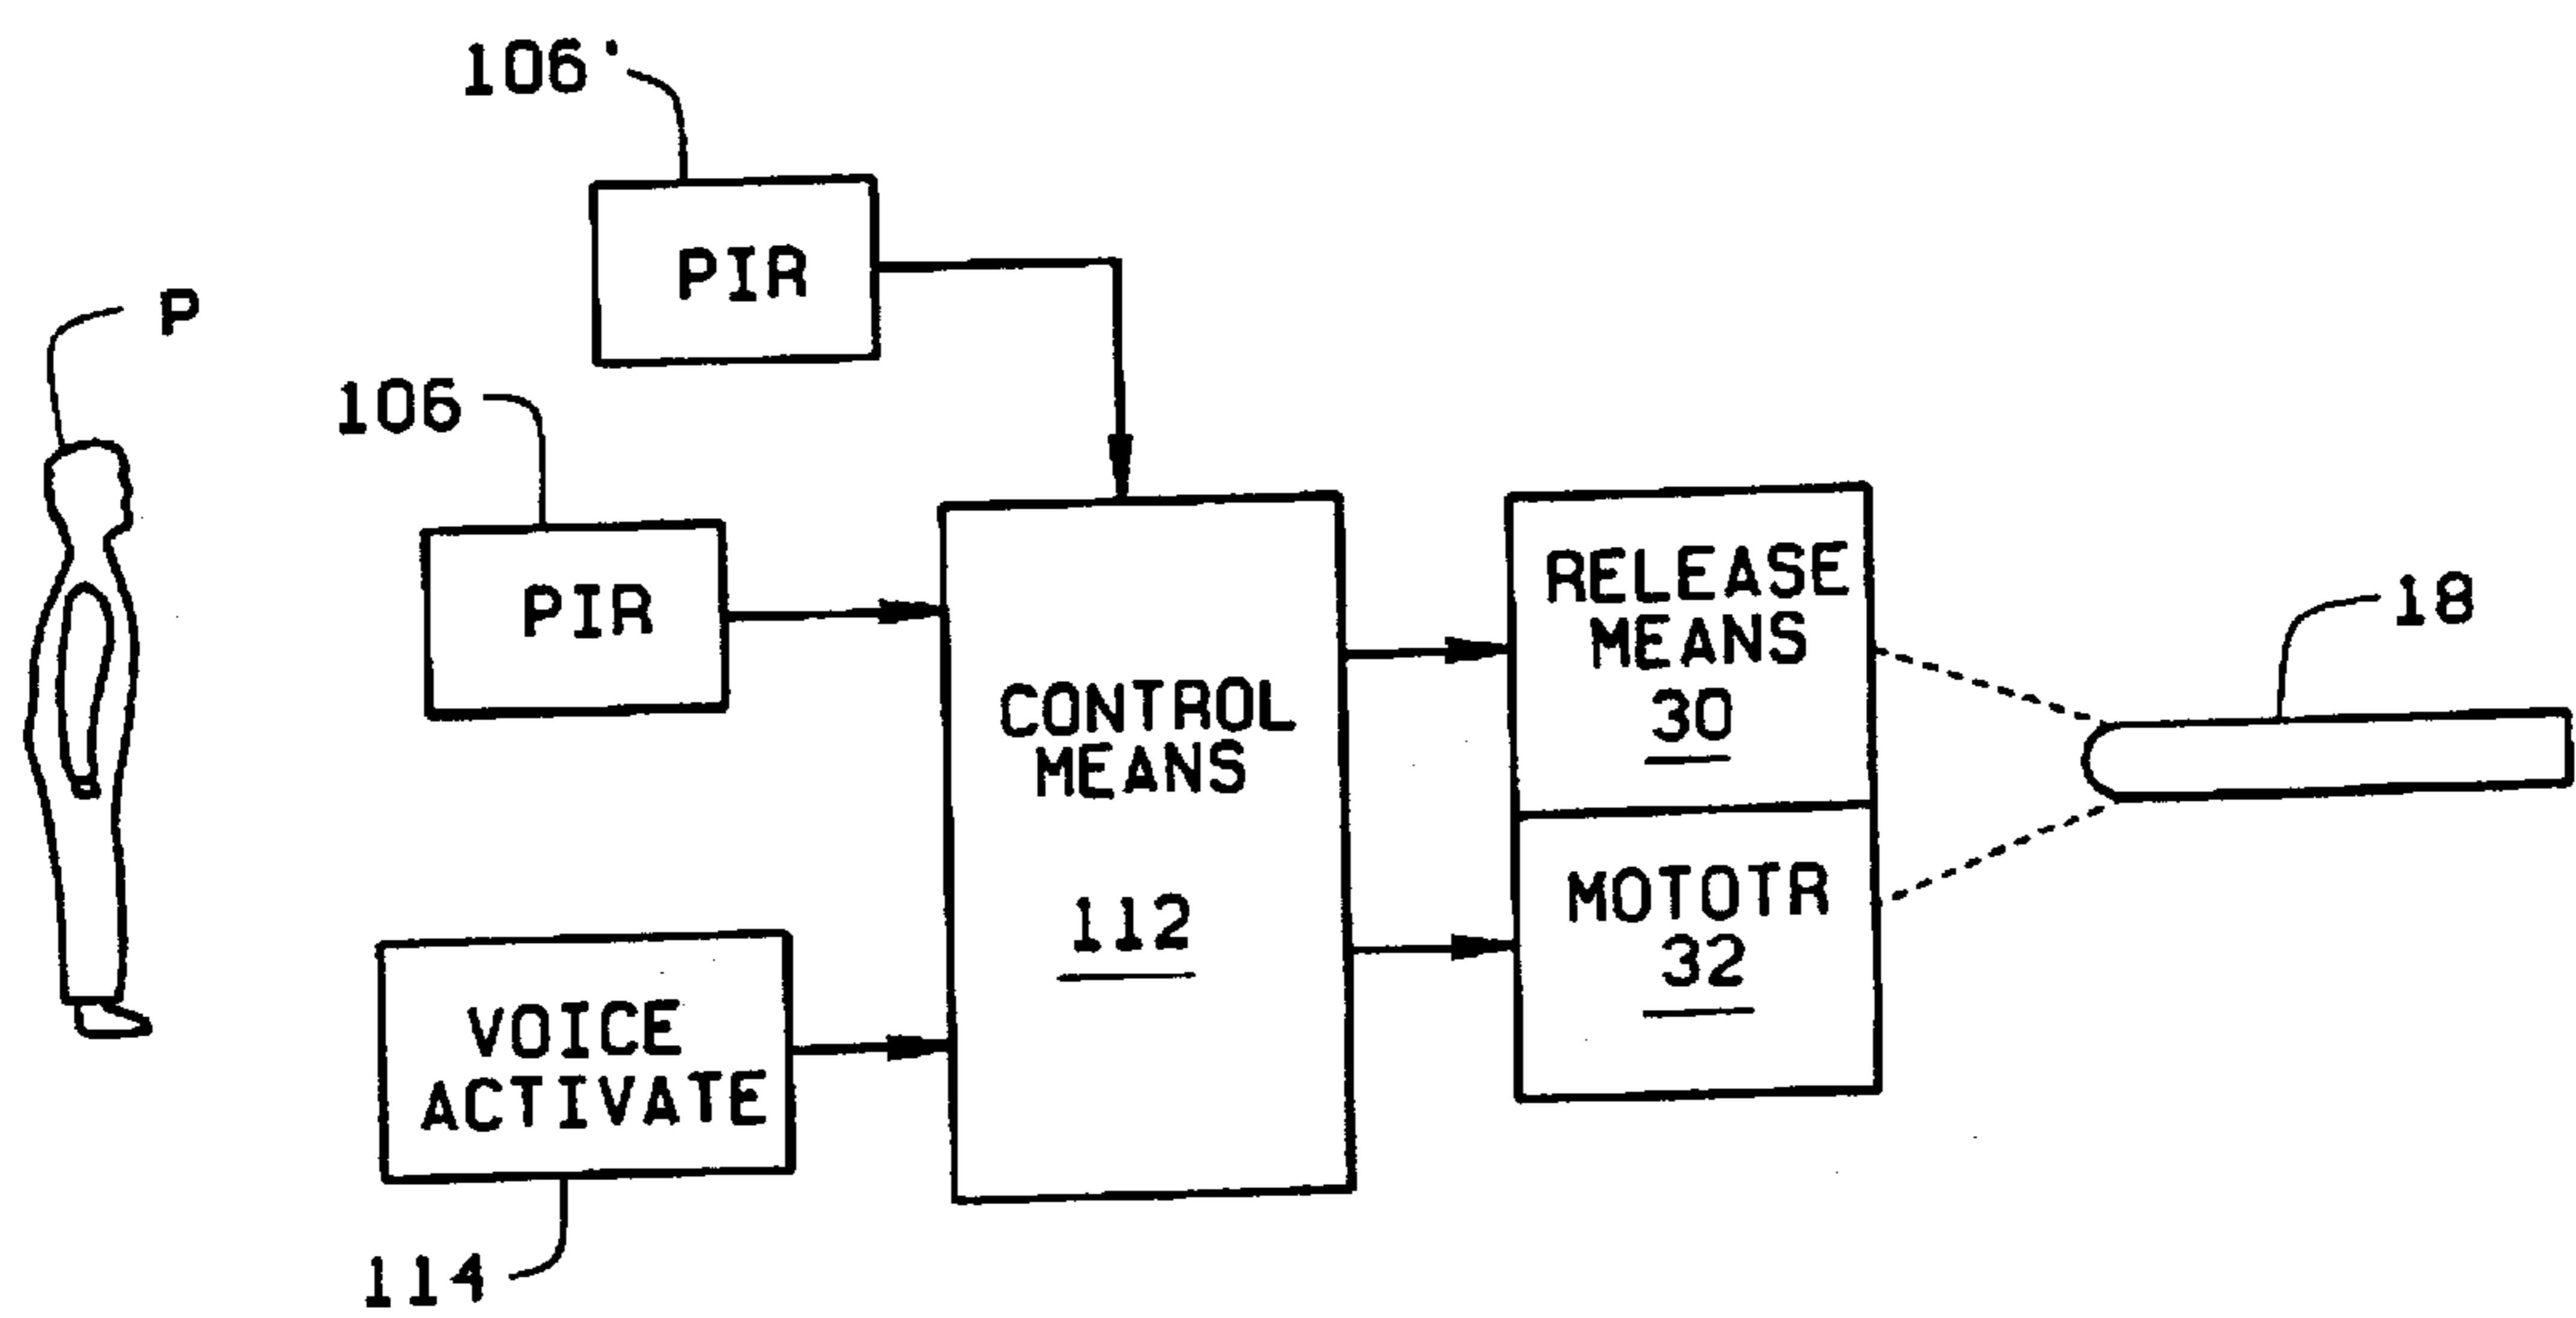 106'
PIR
P
106
PIR
RELEASE
MEANS
30
18
CONTROL
MEANS
112
MOTOTR
32
VOICE
ACTIVATE
114